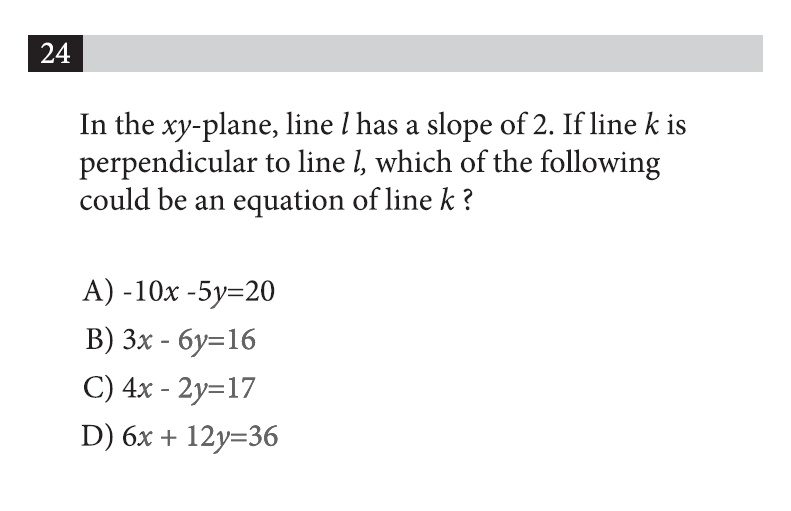 24
In the xy-plane, line l has a slope of 2. If line k is
perpendicular to line l, which of the following
could be an equation of line k ?
A) -10x -5y=20
B) 3x - 6y=16
C) 4x - 2y=17
D) 6x + 12y=36